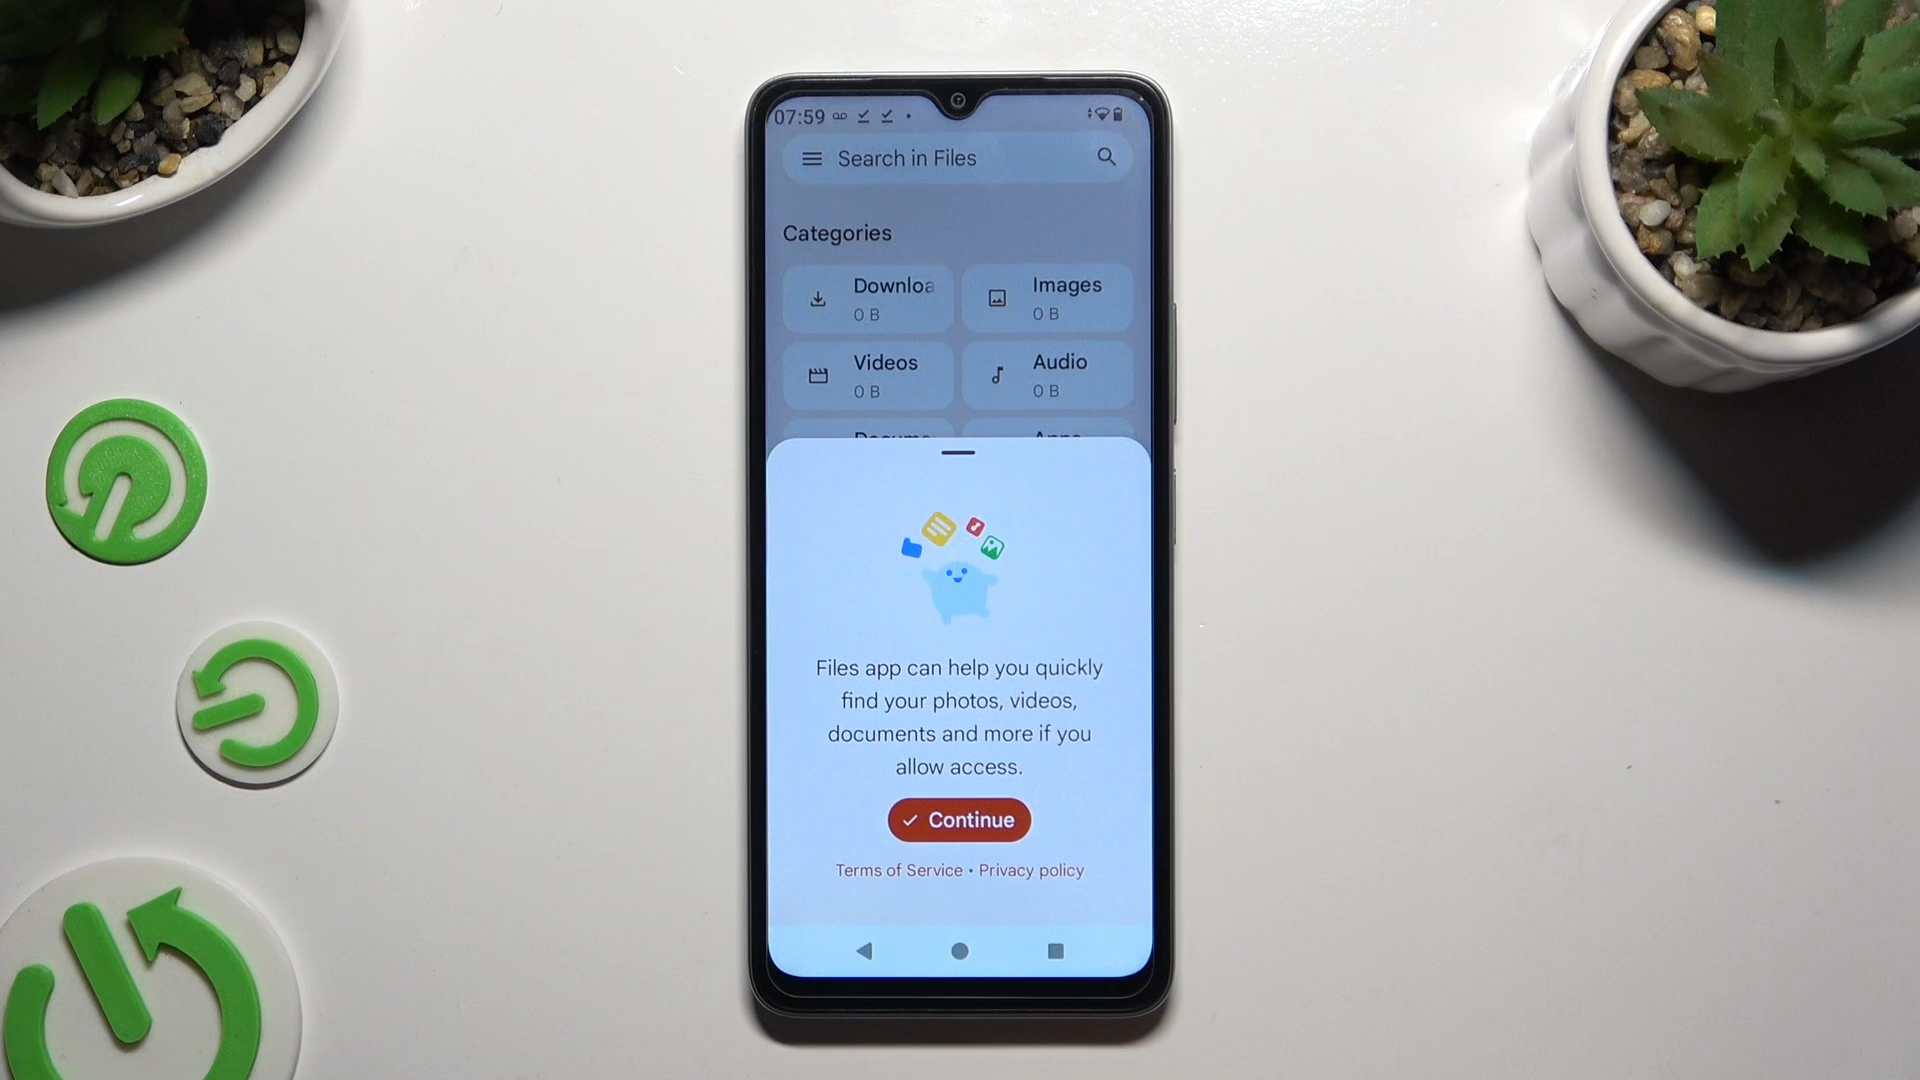 07:59
Search in Files
Categories
Downloa
0 B
Images
0 B
Videos
0 B
Audio
0 B
Files app can help you quickly
find your photos, videos,
documents and more if you
allow access.
Continue
Terms of Service • Privacy policy